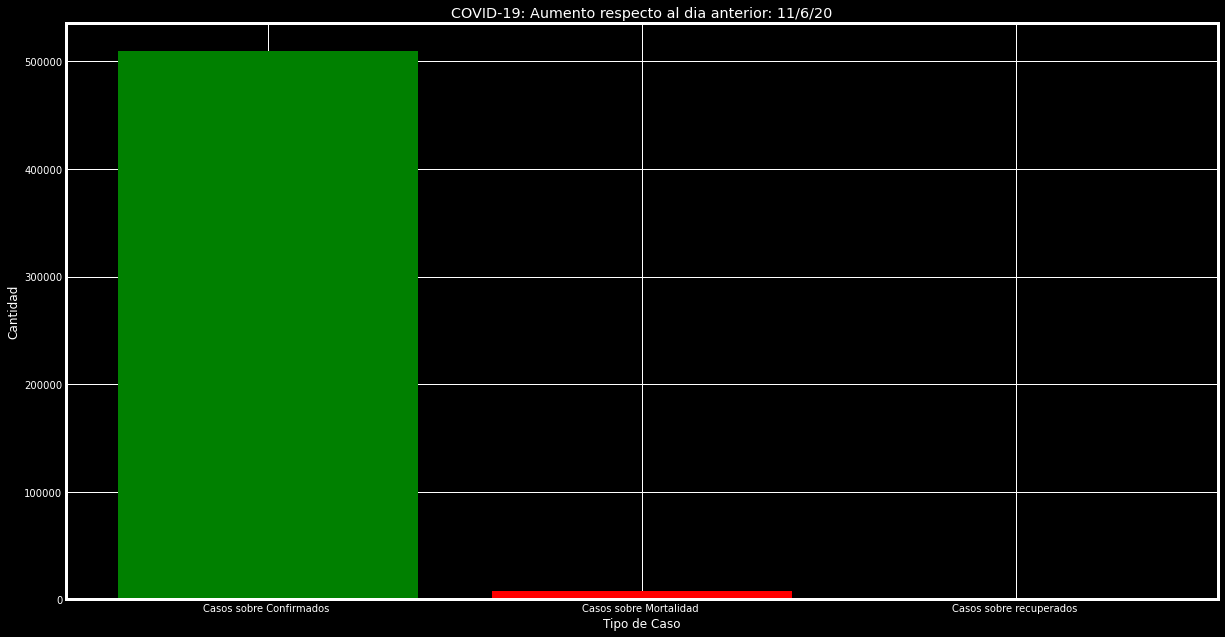 COVID-19: Aumento respecto al dia anterior: 11/6/20
500000
400000
300000
200000
100000
0
Cantidad
Casos sobre Confirmados
Casos sobre Mortalidad
Casos sobre recuperados
Tipo de Caso